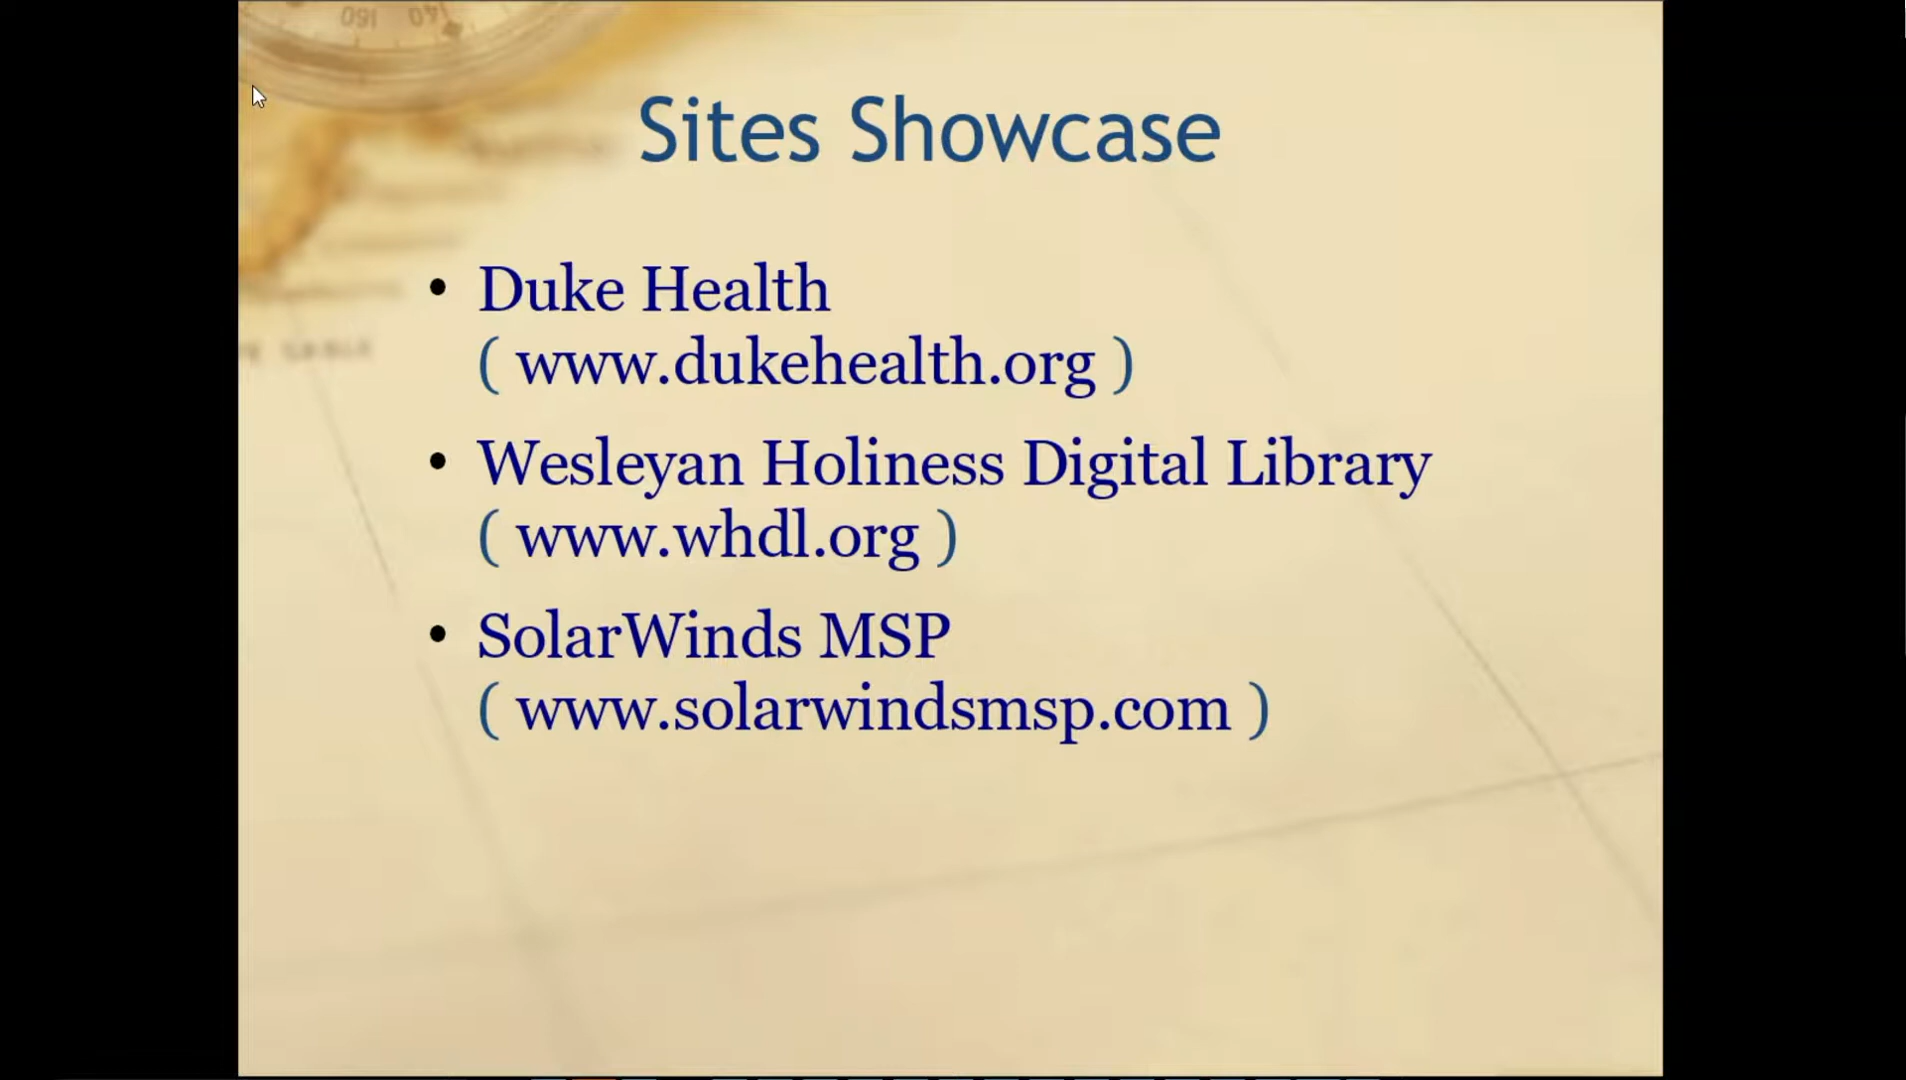 Sites Showcase
• Duke Health
( www.dukehealth.org )
• Wesleyan Holiness Digital Library
( www.whdl.org )
• SolarWinds MSP
( www.solarwindsmsp.com )